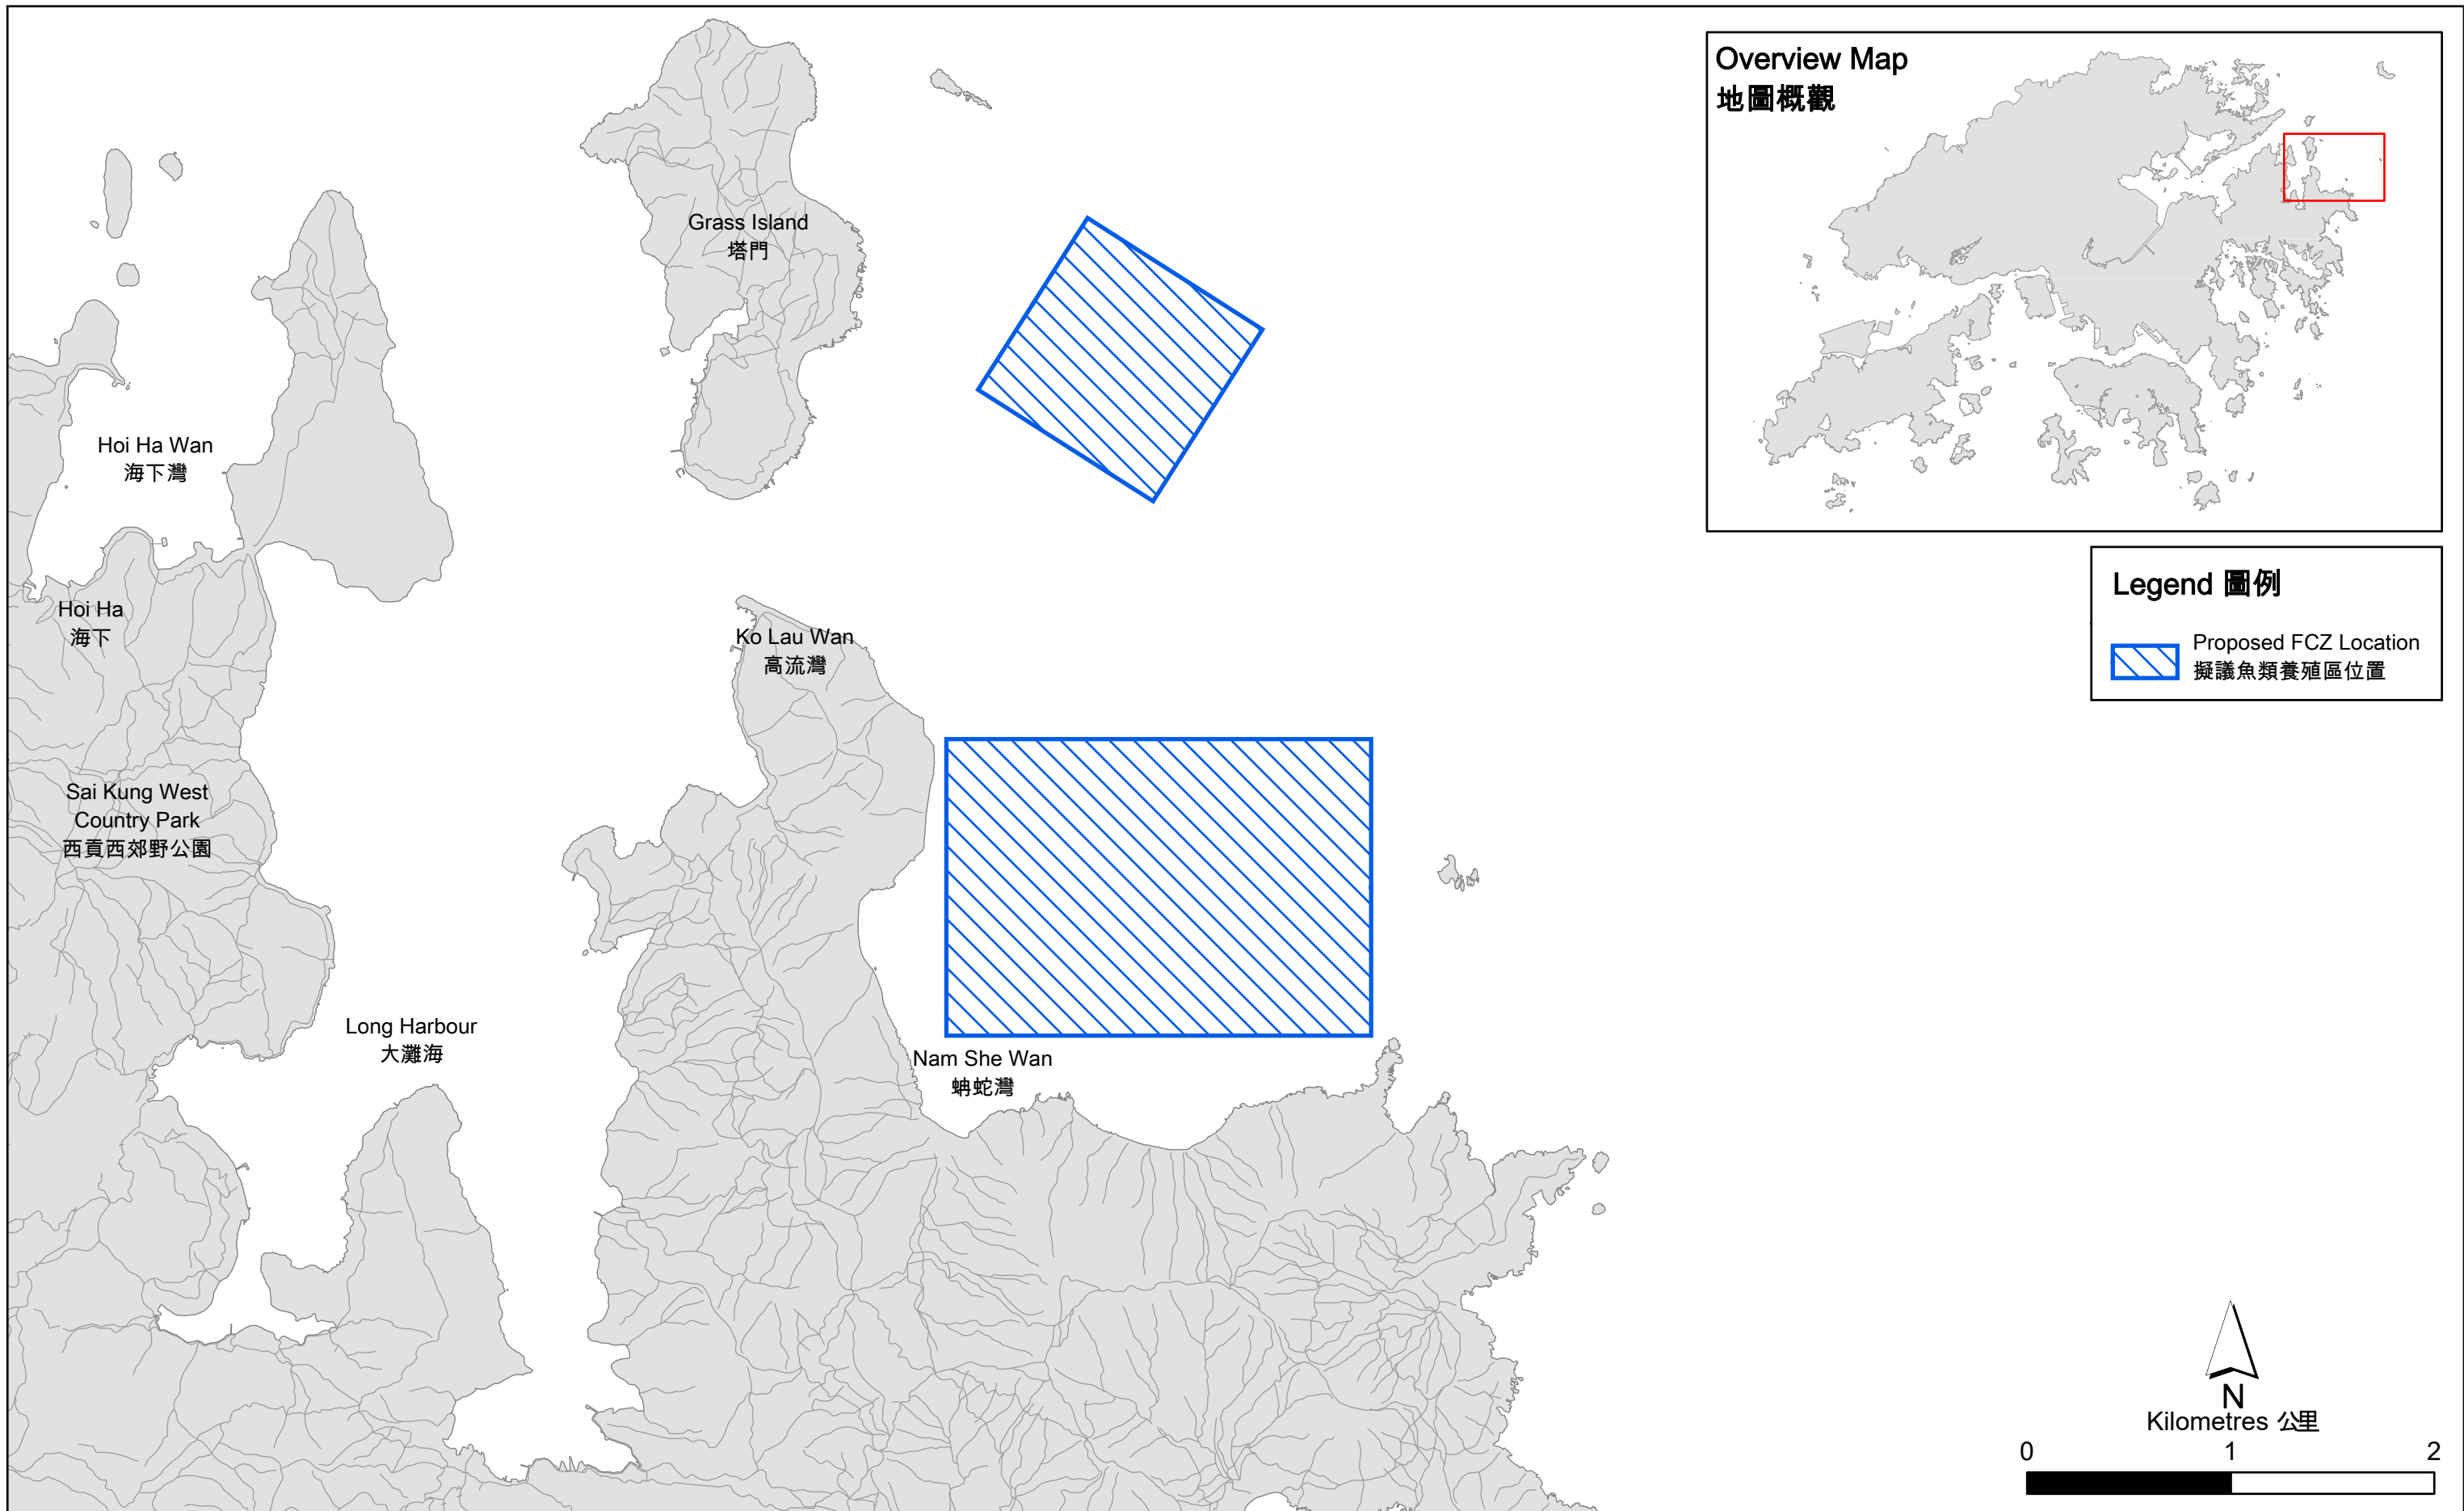 Overview Map
地圖概觀
Grass Island
塔門
Hoi Ha Wan
海下灣
Legend 圖例
Proposed FCZ Location
擬議魚類養殖區位置
Hoi Ha
海下
Ko Lau Wan
高流灣
Sai Kung West
Country Park
西貢西郊野公園
Long Harbour
大灘海
Nam She Wan
蚺蛇灣
N
Kilometres 公里
0 1 2